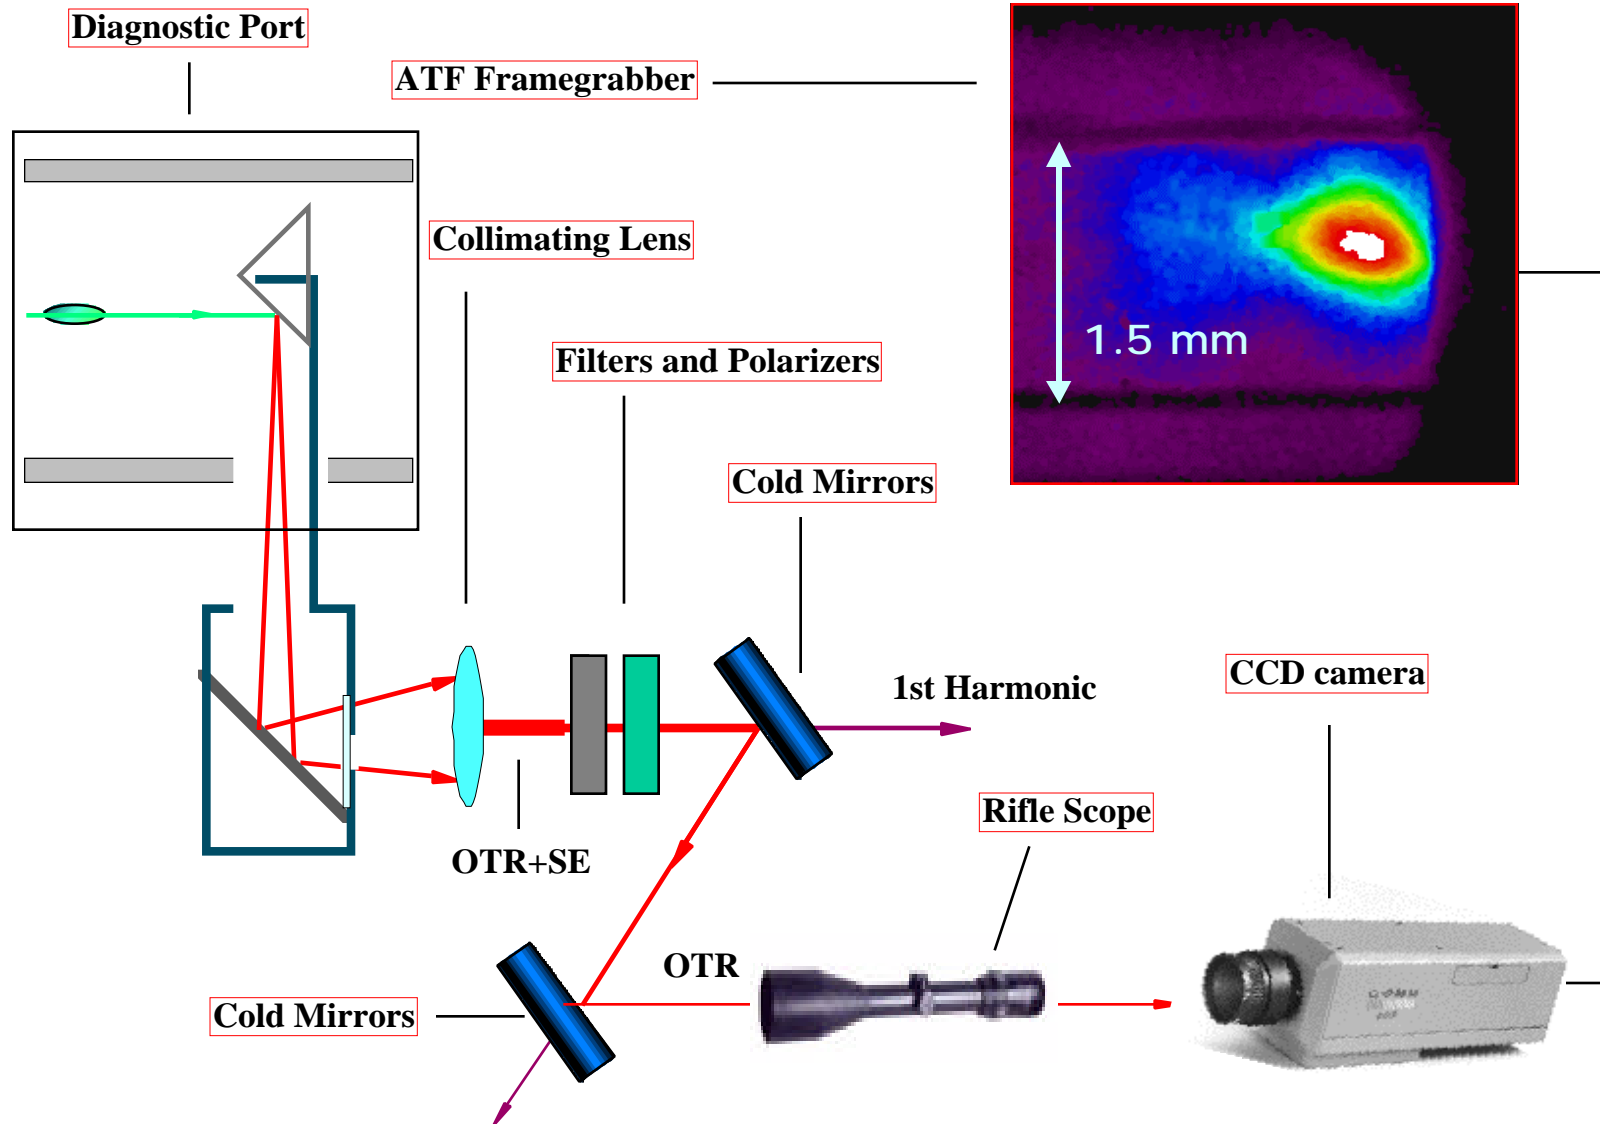 Diagnostic Port
ATF Framegrabber
Collimating Lens
1.5 mm
Filters and Polarizers
Cold Mirrors
1st Harmonic
CCD camera
Rifle Scope
OTR+SE
OTR
Cold Mirrors